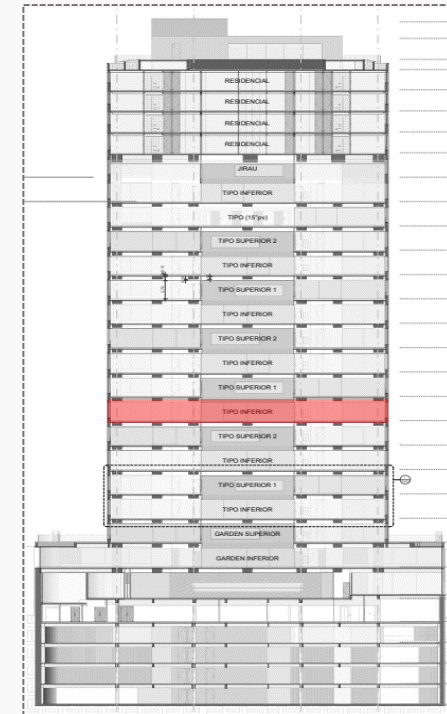 RESIDENCIAL
RESIDENCIAL
RESIDENCIAL
RESIDENCIAL
JIRAU
TIPO INFERIOR
TIPO (15°pv)
TIPO SUPERIOR 2
TIPO INFERIOR
TIPO SUPERIOR 1
TIPO INFERIOR
TIPO SUPERIOR 2
TIPO INFERIOR
TIPO SUPERIOR 1
TIPO INFERIOR
TIPO SUPERIOR 2
TIPO INFERIOR
TIPO SUPERIOR 1
TIPO INFERIOR
GARDEN SUPERIOR
GARDEN INFERIOR